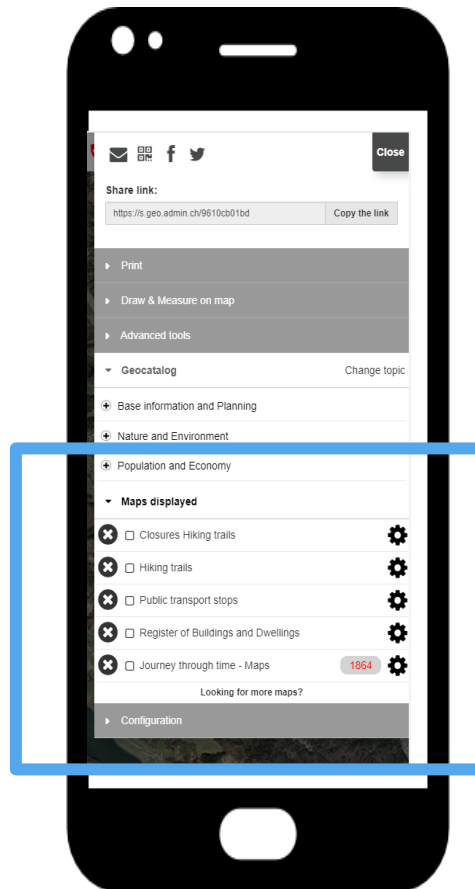 Close
Share link:
https://s.geo.admin.ch/9610cb01bd Copy the link
Print
Draw & Measure on map
Advanced tools
Geocatalog Change topic
Base information and Planning
Nature and Environment
Population and Economy
Maps displayed
Closures Hiking trails
Hiking trails
Public transport stops
Register of Buildings and Dwellings
Journey through time - Maps 1864
Looking for more maps?
Configuration